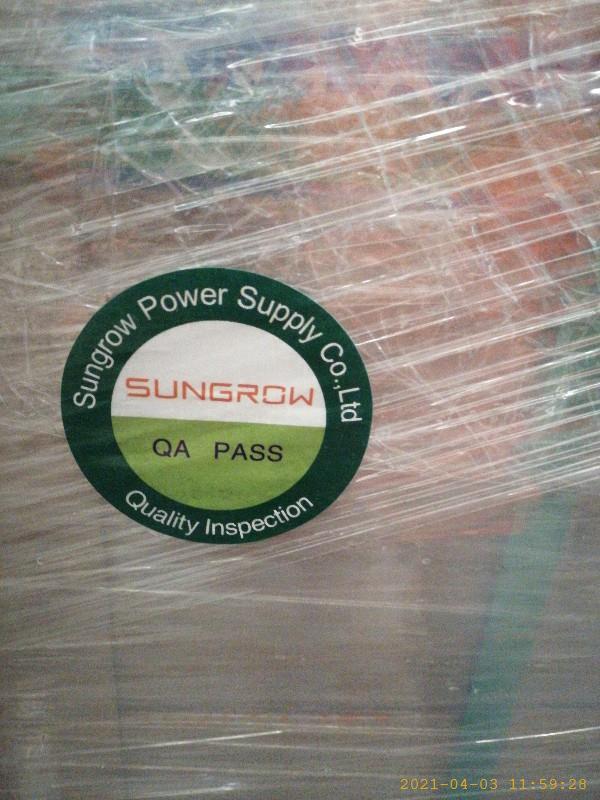 Sungrow Power Supply Co.,Ltd
SUNGROW
QA PASS
Quality Inspection
2021-04-03 11:59:28